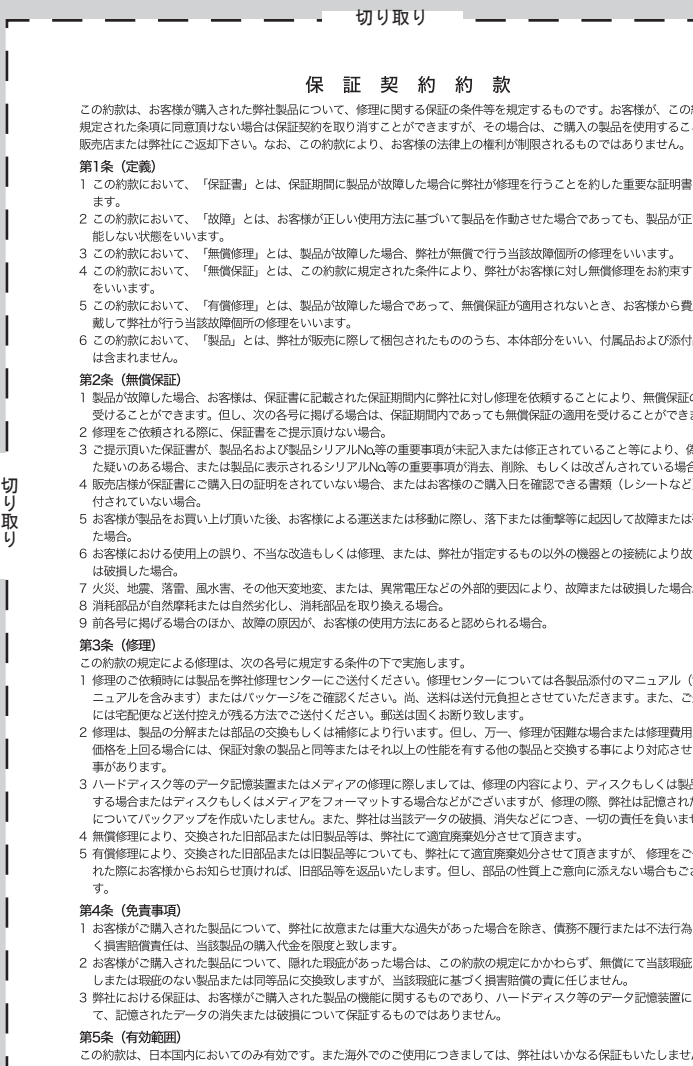 切り取り
保証契約約款
この約款は、お客様が購入された弊社製品について、修理に関する保証の条件等を規定するものです。お客様が、この
規定された条項に同意頂けない場合は保証契約を取り消すことができますが、その場合は、ご購入の製品を使用するこ
販売店または弊社にご返却下さい。なお、この約款により、お客様の法律上の権利が制限されるものではありません。
第1条（定義）
1 この約款において、「保証書」とは、保証期間に製品が故障した場合に弊社が修理を行うことを約した重要な証明書
ます。
2 この約款において、「故障」とは、お客様が正しい使用方法に基づいて製品を作動させた場合であっても、製品が正
能しない状態をいいます。
3 この約款において、「無償修理」とは、製品が故障した場合、弊社が無償で行う当該故障個所の修理をいいます。
4 この約款において、「無償保証」とは、この約款に規定された条件により、弊社がお客様に対し無償修理をお約束す
をいいます。
5 この約款において、「有償修理」とは、製品が故障した場合であって、無償保証が適用されないとき、お客様から費
戴して弊社が行う当該故障個所の修理をいいます。
6 この約款において、「製品」とは、弊社が販売に際して梱包されたもののうち、本体部分をいい、付属品および添付
は含まれません。
第2条（無償保証）
1 製品が故障した場合、お客様は、保証書に記載された保証期間内に弊社に対し修理を依頼することにより、無償保証の
受けることができます。但し、次の各号に掲げる場合は、保証期間内であっても無償保証の適用を受けることができま
2 修理をご依頼される際に、保証書をご提示頂けない場合。
3 ご提示頂いた保証書が、製品名および製品シリアルNo.等の重要事項が未記入または修正されていること等により、偽
た疑いのある場合、または製品に表示されるシリアルNo.等の重要事項が消去、削除、もしくは改ざんされている場合
4 販売店様が保証書にご購入日の証明をされていない場合、またはお客様のご購入日を確認できる書類（レシートなど）
付されていない場合。
5 お客様が製品をお買い上げ頂いた後、お客様による運送または移動に際し、落下または衝撃等に起因して故障または
た場合。
6 お客様における使用上の誤り、不当な改造もしくは修理、または、弊社が指定するもの以外の機器との接続により故
は破損した場合。
7 火災、地震、落雷、風水害、その他天変地変、または、異常電圧などの外部的要因により、故障または破損した場合。
8 消耗部品が自然摩耗または自然劣化し、消耗部品を取り換える場合。
9 前各号に掲げる場合のほか、故障の原因が、お客様の使用方法にあると認められる場合。
第3条（修理）
この約款の規定による修理は、次の各号に規定する条件の下で実施します。
1 修理のご依頼時には製品を弊社修理センターにご送付ください。修理センターについては各製品添付のマニュアル（
ニュアルを含みます）またはパッケージをご確認ください。尚、送料は送付元負担とさせていただきます。また、ご
には宅配便など送付控えが残る方法でご送付ください。郵送は固くお断り致します。
2 修理は、製品の分解または部品の交換もしくは補修により行います。但し、万一、修理が困難な場合または修理費用
価格を上回る場合には、保証対象の製品と同等またはそれ以上の性能を有する他の製品と交換する事により対応させ
事があります。
3 ハードディスク等のデータ記憶装置またはメディアの修理に際しましては、修理の内容により、ディスクもしくは製品
する場合またはディスクもしくはメディアをフォーマットする場合などがございますが、修理の際、弊社は記憶された
についてバックアップを作成いたしません。また、弊社は当該データの破損、消失などにつき、一切の責任を負いませ
4 無償修理により、交換された旧部品または旧製品等は、弊社にて適宜廃棄処分させて頂きます。
5 有償修理により、交換された旧部品または旧製品等についても、弊社にて適宜廃棄処分させて頂きますが、 修理をご
れた際にお客様からお知らせ頂ければ、旧部品等を返品いたします。但し、部品の性質上ご意向に添えない場合もござ
す。
第4条（免責事項）
1 お客様がご購入された製品について、弊社に故意または重大な過失があった場合を除き、債務不履行または不法行為
く損害賠償責任は、当該製品の購入代金を限度と致します。
2 お客様がご購入された製品について、隠れた瑕疵があった場合は、この約款の規定にかかわらず、無償にて当該瑕疵
しまたは瑕疵のない製品または同等品に交換致しますが、当該瑕疵に基づく損害賠償の責に任じません。
3 弊社における保証は、お客様がご購入された製品の機能に関するものであり、ハードディスク等のデータ記憶装置に
て、記憶されたデータの消失または破損について保証するものではありません。
第5条（有効範囲）
この約款は、日本国内においてのみ有効です。また海外でのご使用につきましては、弊社はいかなる保証もいたしません
切り取り